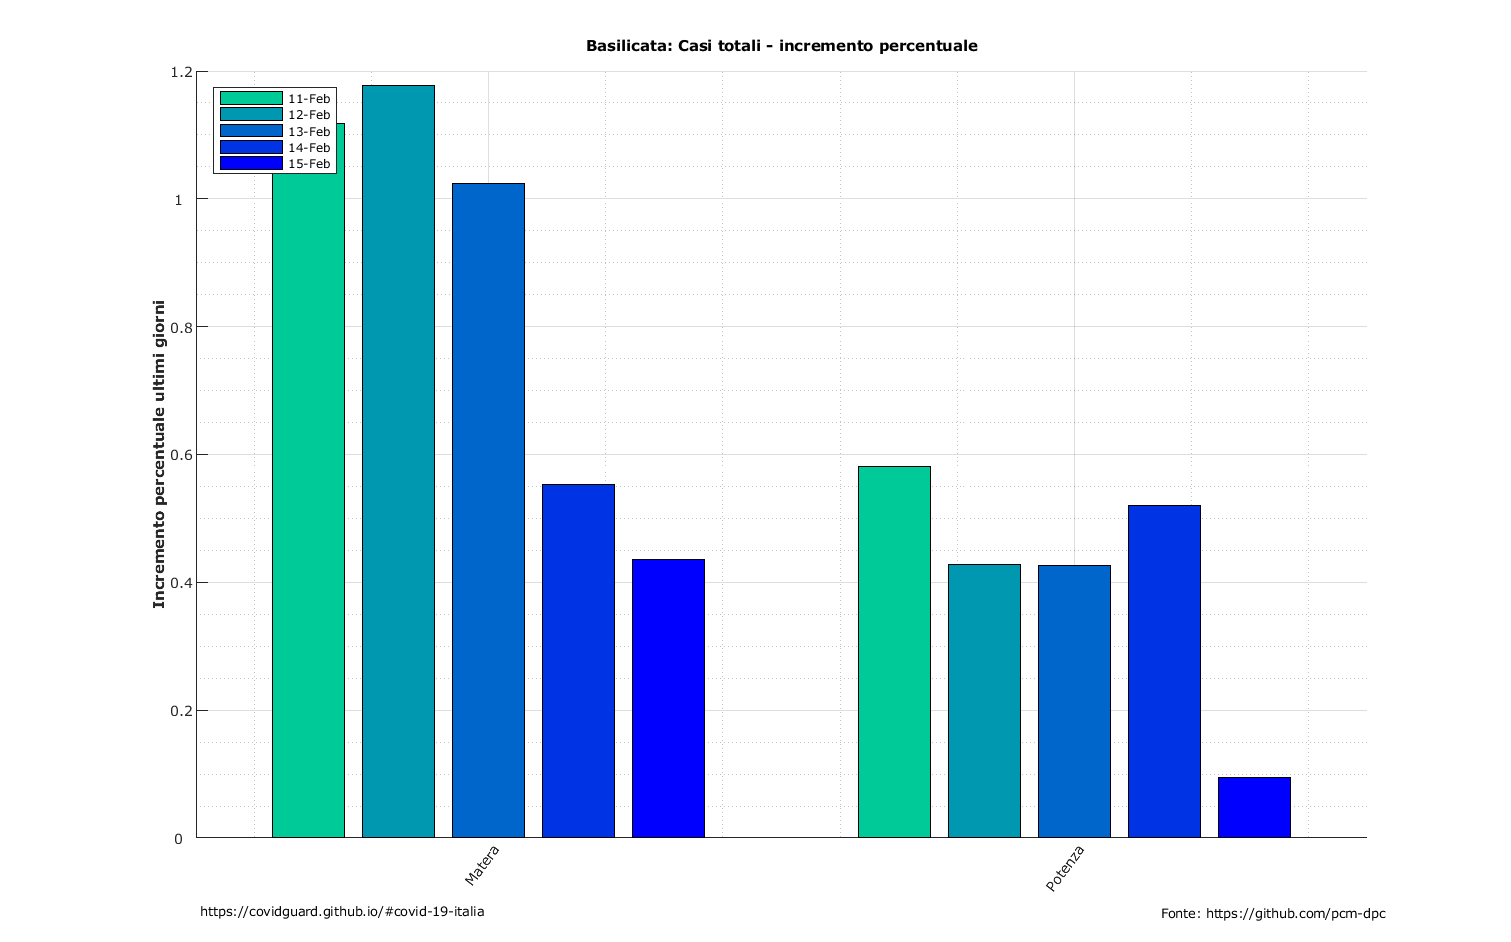 Basilicata: Casi totali - incremento percentuale
1.2
1
0.8
0.6
0.4
0.2
0
Incremento percentuale ultimi giorni
11-Feb
12-Feb
13-Feb
14-Feb
15-Feb
Matera
Potenza
https://covidguard.github.io/#covid-19-italia
Fonte: https://github.com/pcm-dpc